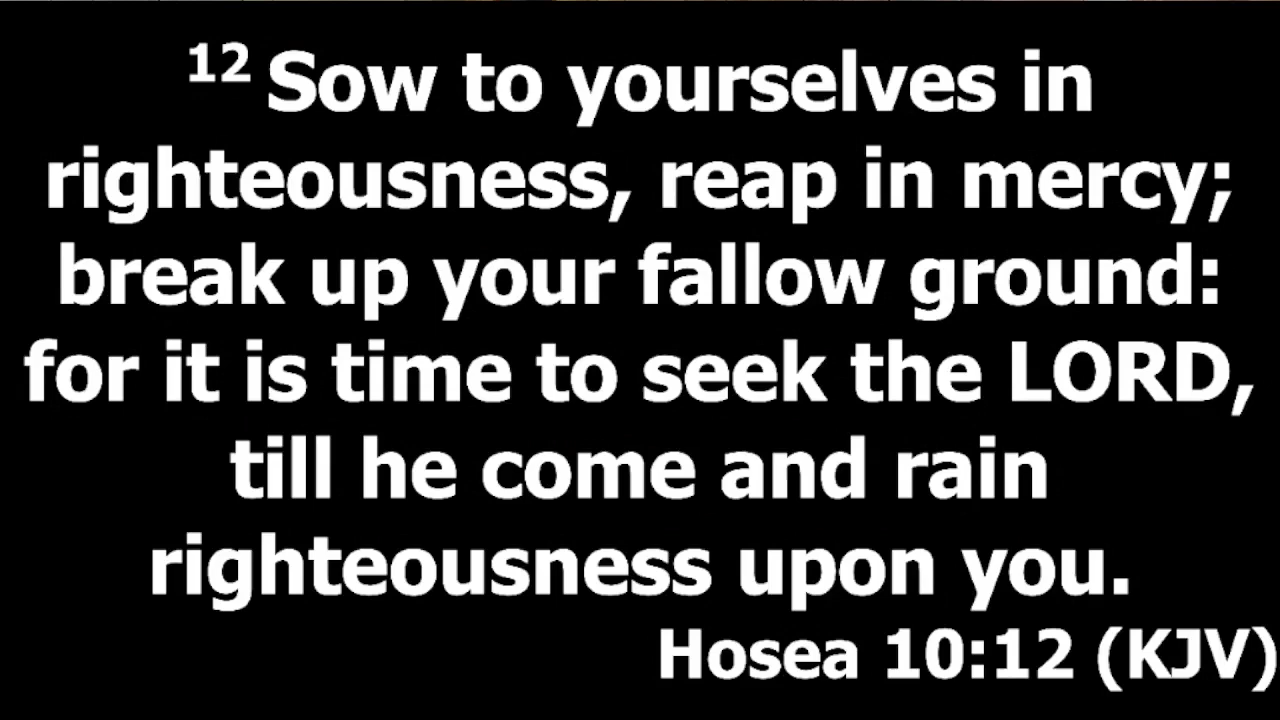 12 Sow to yourselves in
righteousness, reap in mercy;
break up your fallow ground:
for it is time to seek the LORD,
till he come and rain
righteousness upon you.
Hosea 10:12 (KJV)